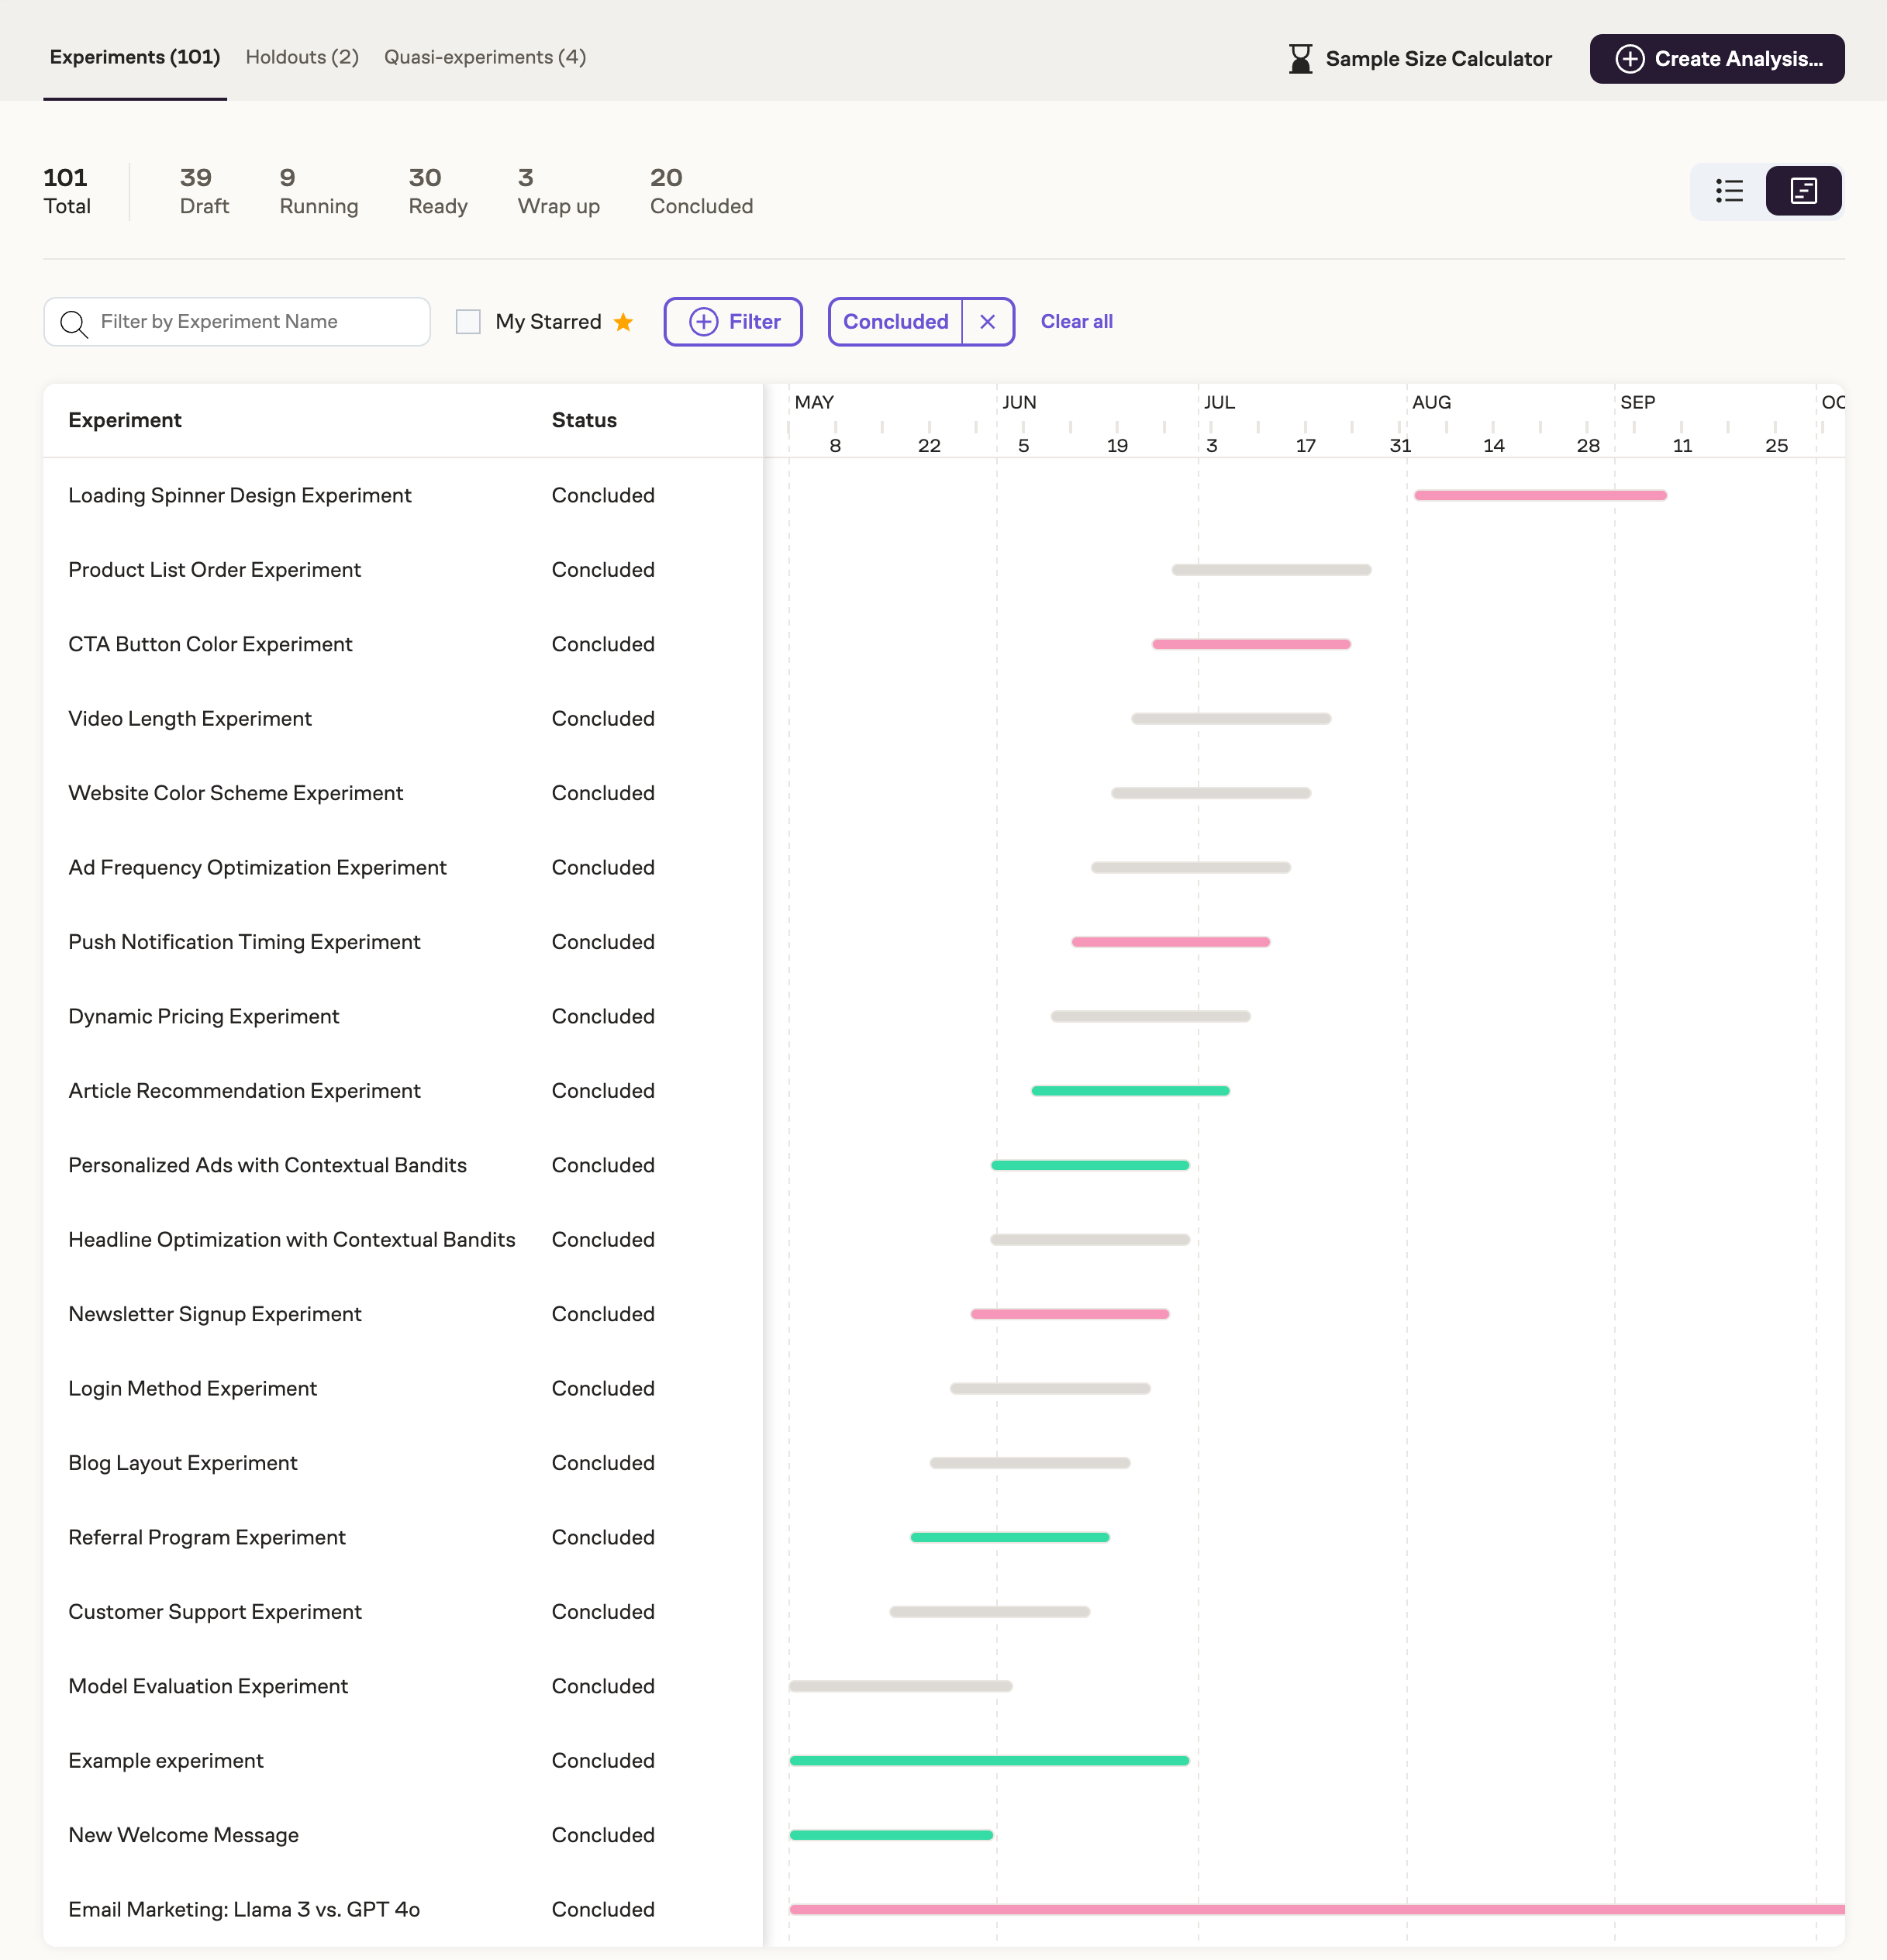 Experiments (101) Holdouts (2) Quasi-experiments (4) Sample Size Calculator Create Analysis...
101 39 9 30 3 20
Total Draft Running Ready Wrap up Concluded
Filter by Experiment Name My Starred Filter Concluded Clear all
Experiment Status
MAY JUN JUL AUG SEP OC
8 22 5 19 3 17 31 14 28 11 25
Loading Spinner Design Experiment Concluded
Product List Order Experiment Concluded
CTA Button Color Experiment Concluded
Video Length Experiment Concluded
Website Color Scheme Experiment Concluded
Ad Frequency Optimization Experiment Concluded
Push Notification Timing Experiment Concluded
Dynamic Pricing Experiment Concluded
Article Recommendation Experiment Concluded
Personalized Ads with Contextual Bandits Concluded
Headline Optimization with Contextual Bandits Concluded
Newsletter Signup Experiment Concluded
Login Method Experiment Concluded
Blog Layout Experiment Concluded
Referral Program Experiment Concluded
Customer Support Experiment Concluded
Model Evaluation Experiment Concluded
Example experiment Concluded
New Welcome Message Concluded
Email Marketing: Llama 3 vs. GPT 4o Concluded